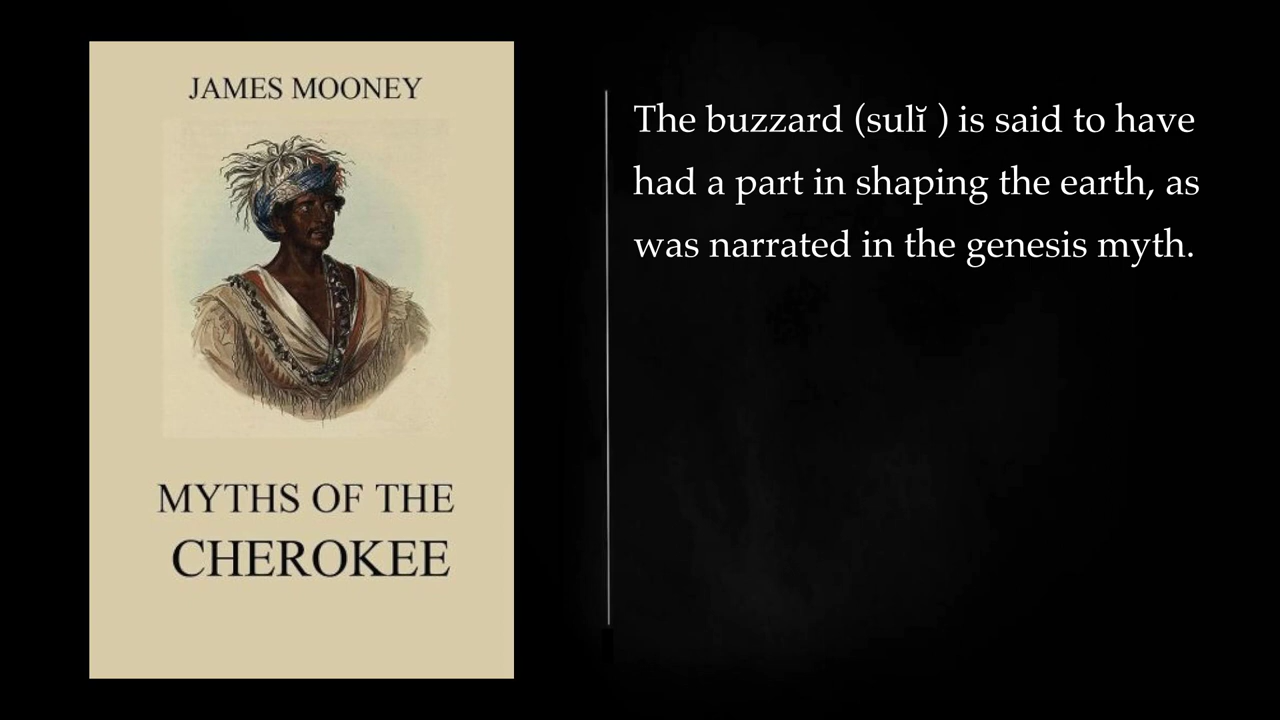 JAMES MOONEY
MYTHS OF THE
CHEROKEE
The buzzard (sulĭ ) is said to have
had a part in shaping the earth, as
was narrated in the genesis myth.